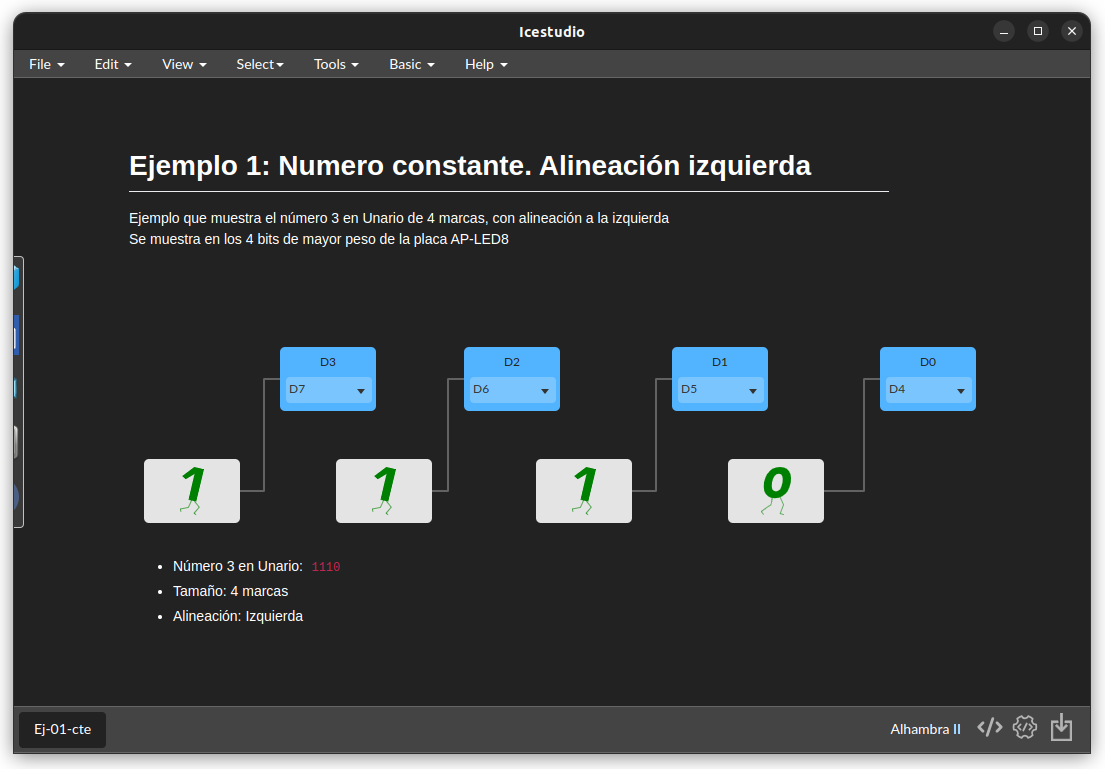 Icestudio
File Edit View Select Tools Basic Help
Ejemplo 1: Numero constante. Alineación izquierda
Ejemplo que muestra el número 3 en Unario de 4 marcas, con alineación a la izquierda
Se muestra en los 4 bits de mayor peso de la placa AP-LED8
D3 D2 D1 D0
D7 D6 D5 D4
1 1 1 0
Número 3 en Unario: 1110
Tamaño: 4 marcas
Alineación: Izquierda
Ej-01-cte
Alhambra II